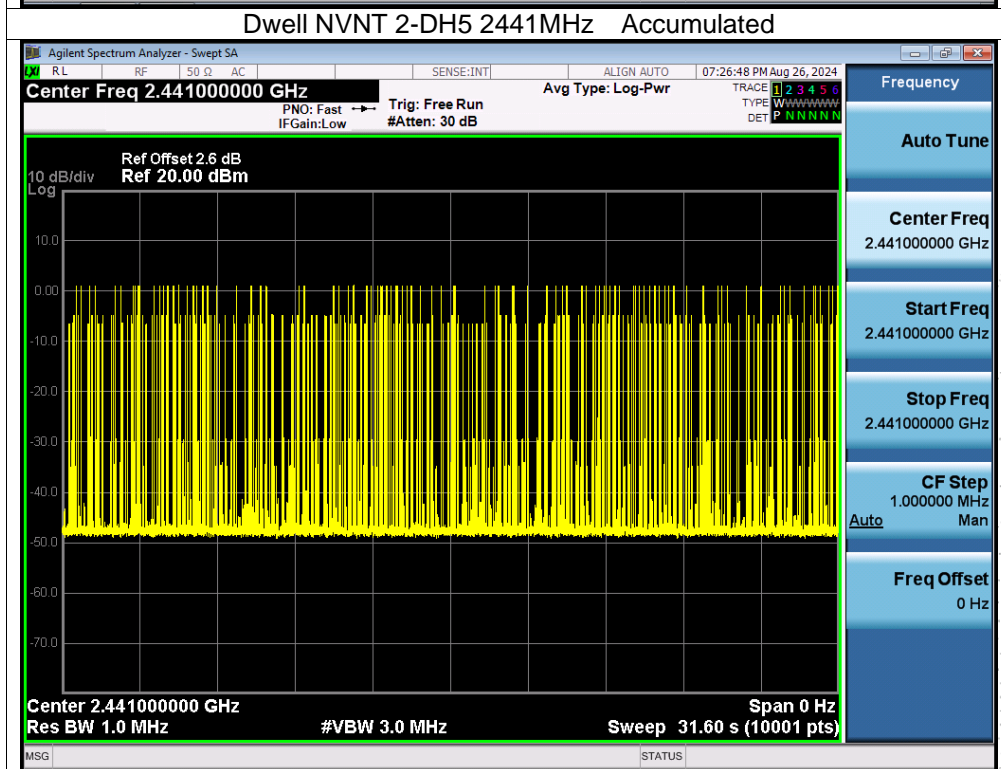 Dwell NVNT 2-DH5 2441MHz Accumulated
Agilent Spectrum Analyzer - Swept SA
LXI RL RF 50 Ω AC SENSE:INT ALIGN AUTO 07:26:48 PM Aug 26, 2024
Center Freq 2.441000000 GHz
PNO: Fast
IFGain:Low
Trig: Free Run
#Atten: 30 dB
Avg Type: Log-Pwr
TRACE 1 2 3 4 5 6
TYPE WWWWWWW
DET P N N N N N
Ref Offset 2.6 dB
10 dB/div Ref 20.00 dBm
Log
10.0
0.00
-10.0
-20.0
-30.0
-40.0
-50.0
-60.0
-70.0
Center 2.441000000 GHz Span 0 Hz
Res BW 1.0 MHz #VBW 3.0 MHz Sweep 31.60 s (10001 pts)
MSG STATUS
Frequency
Auto Tune
Center Freq
2.441000000 GHz
Start Freq
2.441000000 GHz
Stop Freq
2.441000000 GHz
CF Step
1.000000 MHz
Auto Man
Freq Offset
0 Hz